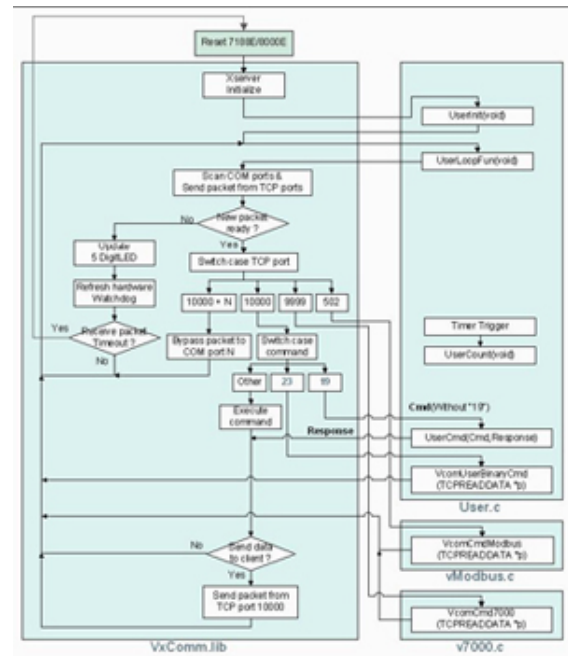 Reset 7188E/8000E
Xserver
Initialize
UserInit(void)
UserLoopFun(void)
Scan COM ports &
Send packet from TCP ports
New packet
ready ?
No
Yes
Update
5 DigitLED
Switch case TCP port
Refresh hardware
Watchdog
10000 + N
10000
9999
502
Receive packet
Timeout ?
Yes
No
Bypass packet to
COM port N
Switch case
command
Timer Trigger
UserCount(void)
Other
23
19
Cmd(Without "19")
Execute
command
Response
UserCmd(Cmd,Response)
VcomUserBinaryCmd
(TCPREADDATA *p)
User.c
Send data
to client ?
No
Yes
VcomCmdModbus
(TCPREADDATA *p)
vModbus.c
Send packet from
TCP port 10000
VcomCmd7000
(TCPREADDATA *p)
VxComm.lib
v7000.c